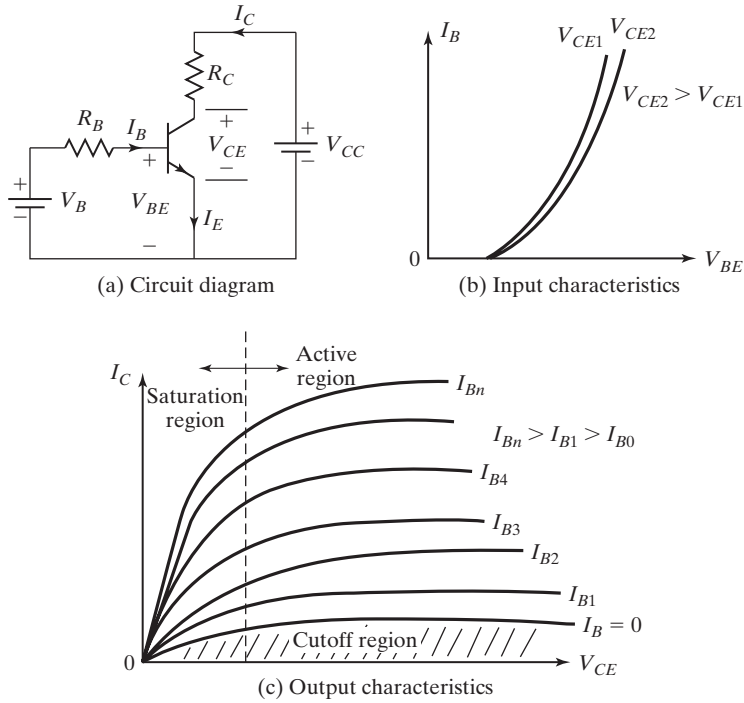 I_C
R_C
R_B
I_B
+
+
V_CE
−
+
−
V_CC
+
−
V_B
V_BE
I_E
−
(a) Circuit diagram
I_B
V_CE1 V_CE2
V_CE2 > V_CE1
0
V_BE
(b) Input characteristics
I_C
Saturation
region
Active
region
I_Bn
I_Bn > I_B1 > I_B0
I_B4
I_B3
I_B2
I_B1
I_B = 0
Cutoff region
0
V_CE
(c) Output characteristics